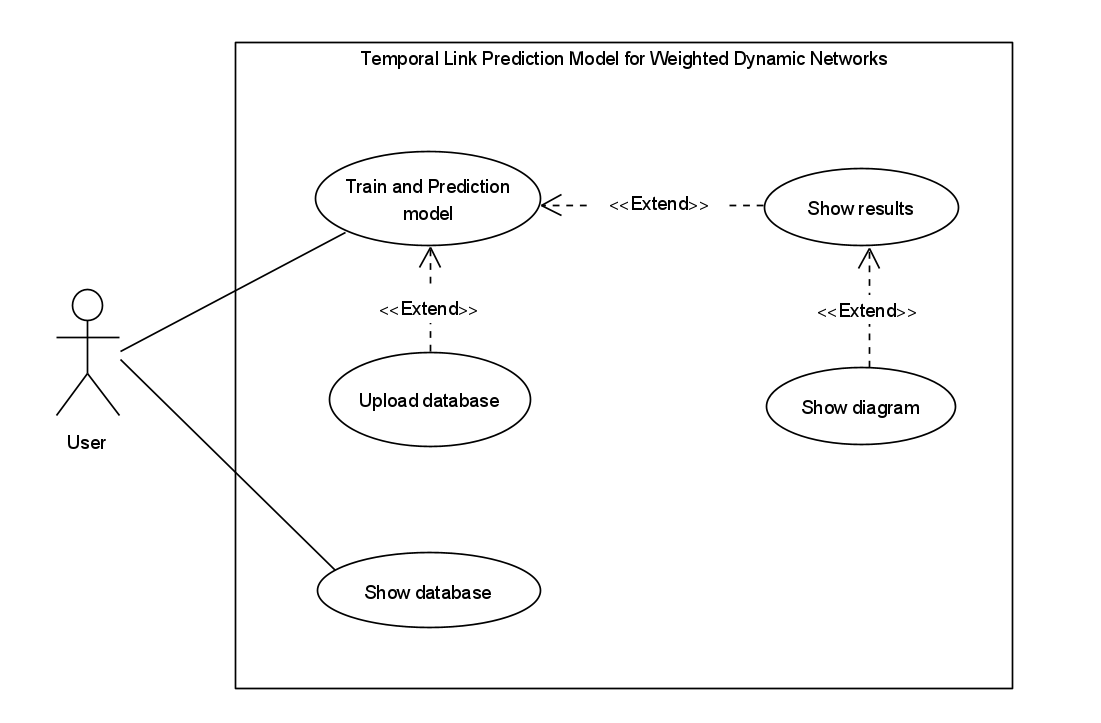 Temporal Link Prediction Model for Weighted Dynamic Networks
Train and Prediction
model
<<Extend>>
Show results
<<Extend>>
<<Extend>>
Upload database
Show diagram
User
Show database